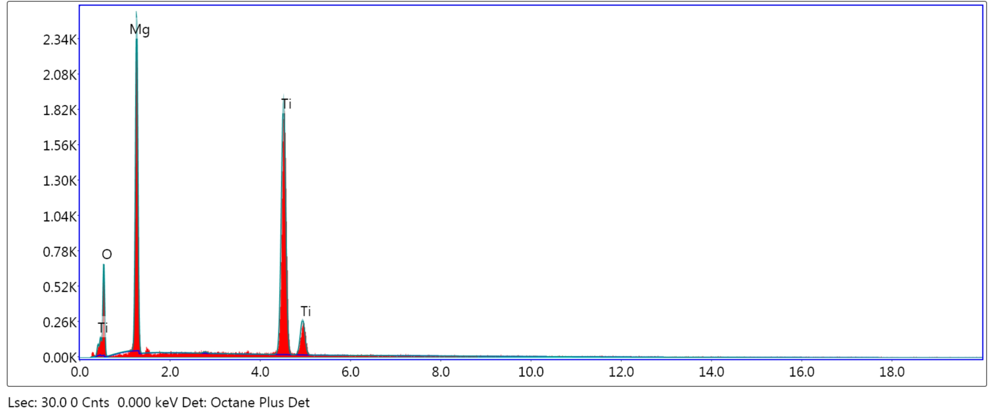 Mg
2.34K
2.08K
Ti
1.82K
1.56K
1.30K
1.04K
O
0.78K
0.52K
Ti
0.26K
Ti
0.00K
0.0 2.0 4.0 6.0 8.0 10.0 12.0 14.0 16.0 18.0
Lsec: 30.0 0 Cnts 0.000 keV Det: Octane Plus Det